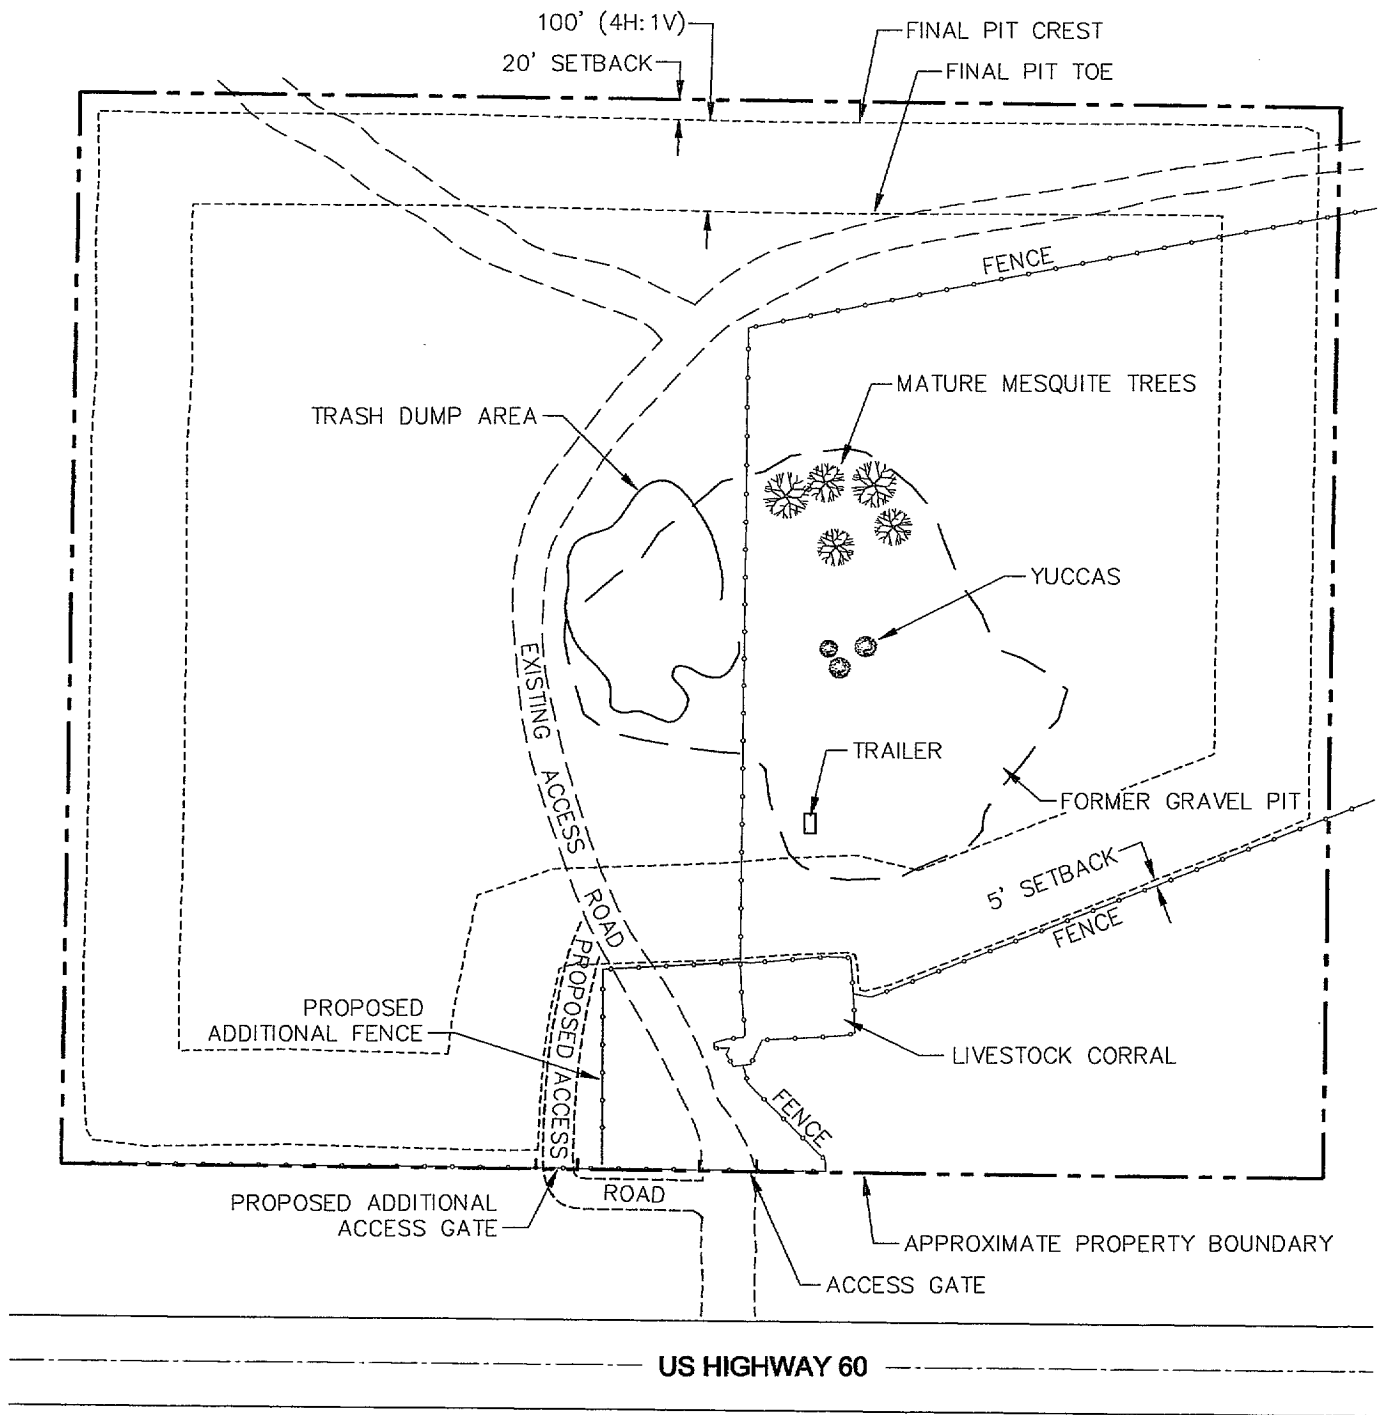 100' (4H:1V)
20' SETBACK
FINAL PIT CREST
FINAL PIT TOE
FENCE
MATURE MESQUITE TREES
TRASH DUMP AREA
YUCCAS
EXISTING ACCESS ROAD
TRAILER
FORMER GRAVEL PIT
5' SETBACK
FENCE
PROPOSED ACCESS
PROPOSED
ADDITIONAL FENCE
LIVESTOCK CORRAL
FENCE
ROAD
PROPOSED ADDITIONAL
ACCESS GATE
APPROXIMATE PROPERTY BOUNDARY
ACCESS GATE
US HIGHWAY 60